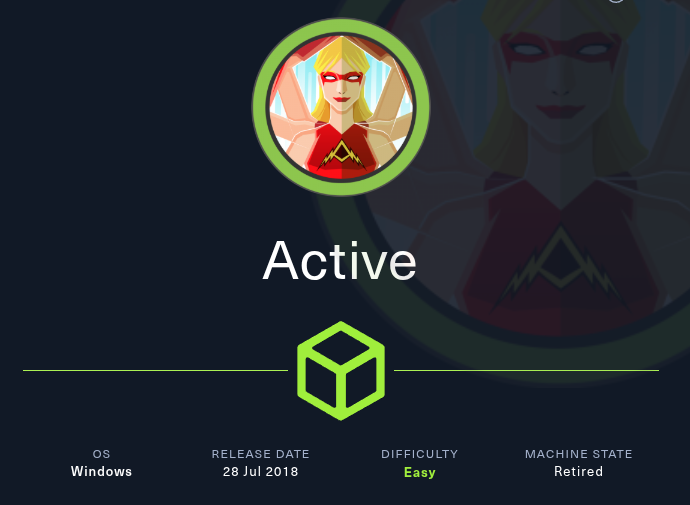 Active
OS RELEASE DATE DIFFICULTY MACHINE STATE
Windows 28 Jul 2018 Easy Retired